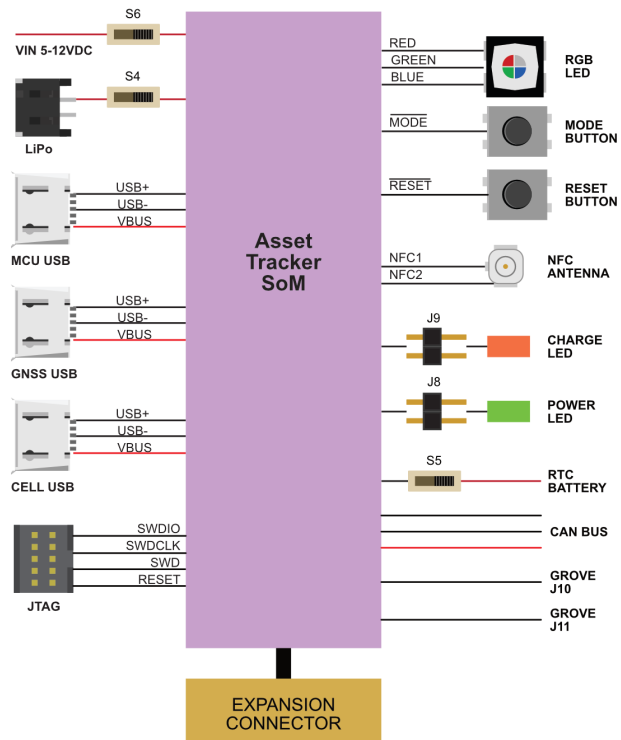 S6
VIN 5-12VDC
S4
LiPo
USB+
USB-
VBUS
MCU USB
USB+
USB-
VBUS
GNSS USB
USB+
USB-
VBUS
CELL USB
SWDIO
SWDCLK
SWD
RESET
JTAG
Asset
Tracker
SoM
RED
GREEN
BLUE
RGB
LED
MODE
MODE
BUTTON
RESET
RESET
BUTTON
NFC1
NFC2
NFC
ANTENNA
J9
CHARGE
LED
J8
POWER
LED
S5
RTC
BATTERY
CAN BUS
GROVE
J10
GROVE
J11
EXPANSION
CONNECTOR